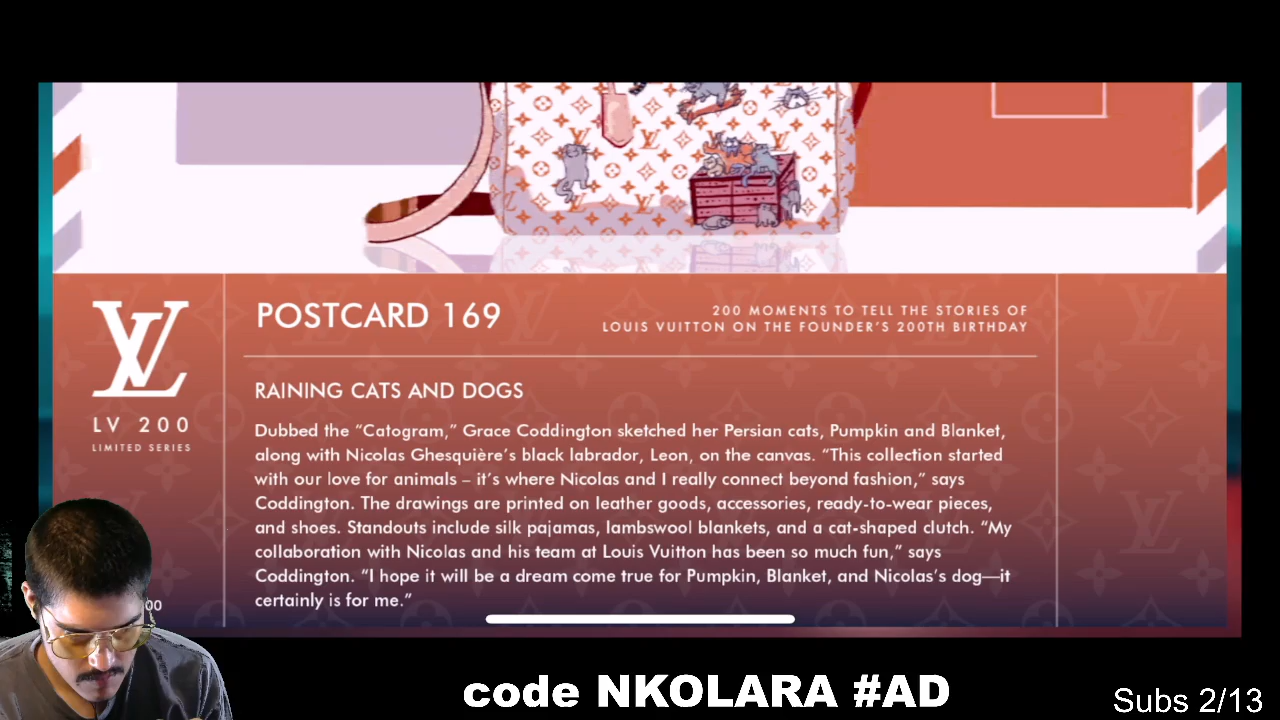 POSTCARD 169
200 MOMENTS TO TELL THE STORIES OF
LOUIS VUITTON ON THE FOUNDER'S 200TH BIRTHDAY
LV
LV 200
LIMITED SERIES
RAINING CATS AND DOGS
Dubbed the “Catogram,” Grace Coddington sketched her Persian cats, Pumpkin and Blanket,
along with Nicolas Ghesquière's black labrador, Leon, on the canvas. “This collection started
with our love for animals – it's where Nicolas and I really connect beyond fashion,” says
Coddington. The drawings are printed on leather goods, accessories, ready-to-wear pieces,
and shoes. Standouts include silk pajamas, lambswool blankets, and a cat-shaped clutch. “My
collaboration with Nicolas and his team at Louis Vuitton has been so much fun,” says
Coddington. “I hope it will be a dream come true for Pumpkin, Blanket, and Nicolas's dog—it
certainly is for me.”
code NKOLARA #AD
Subs 2/13